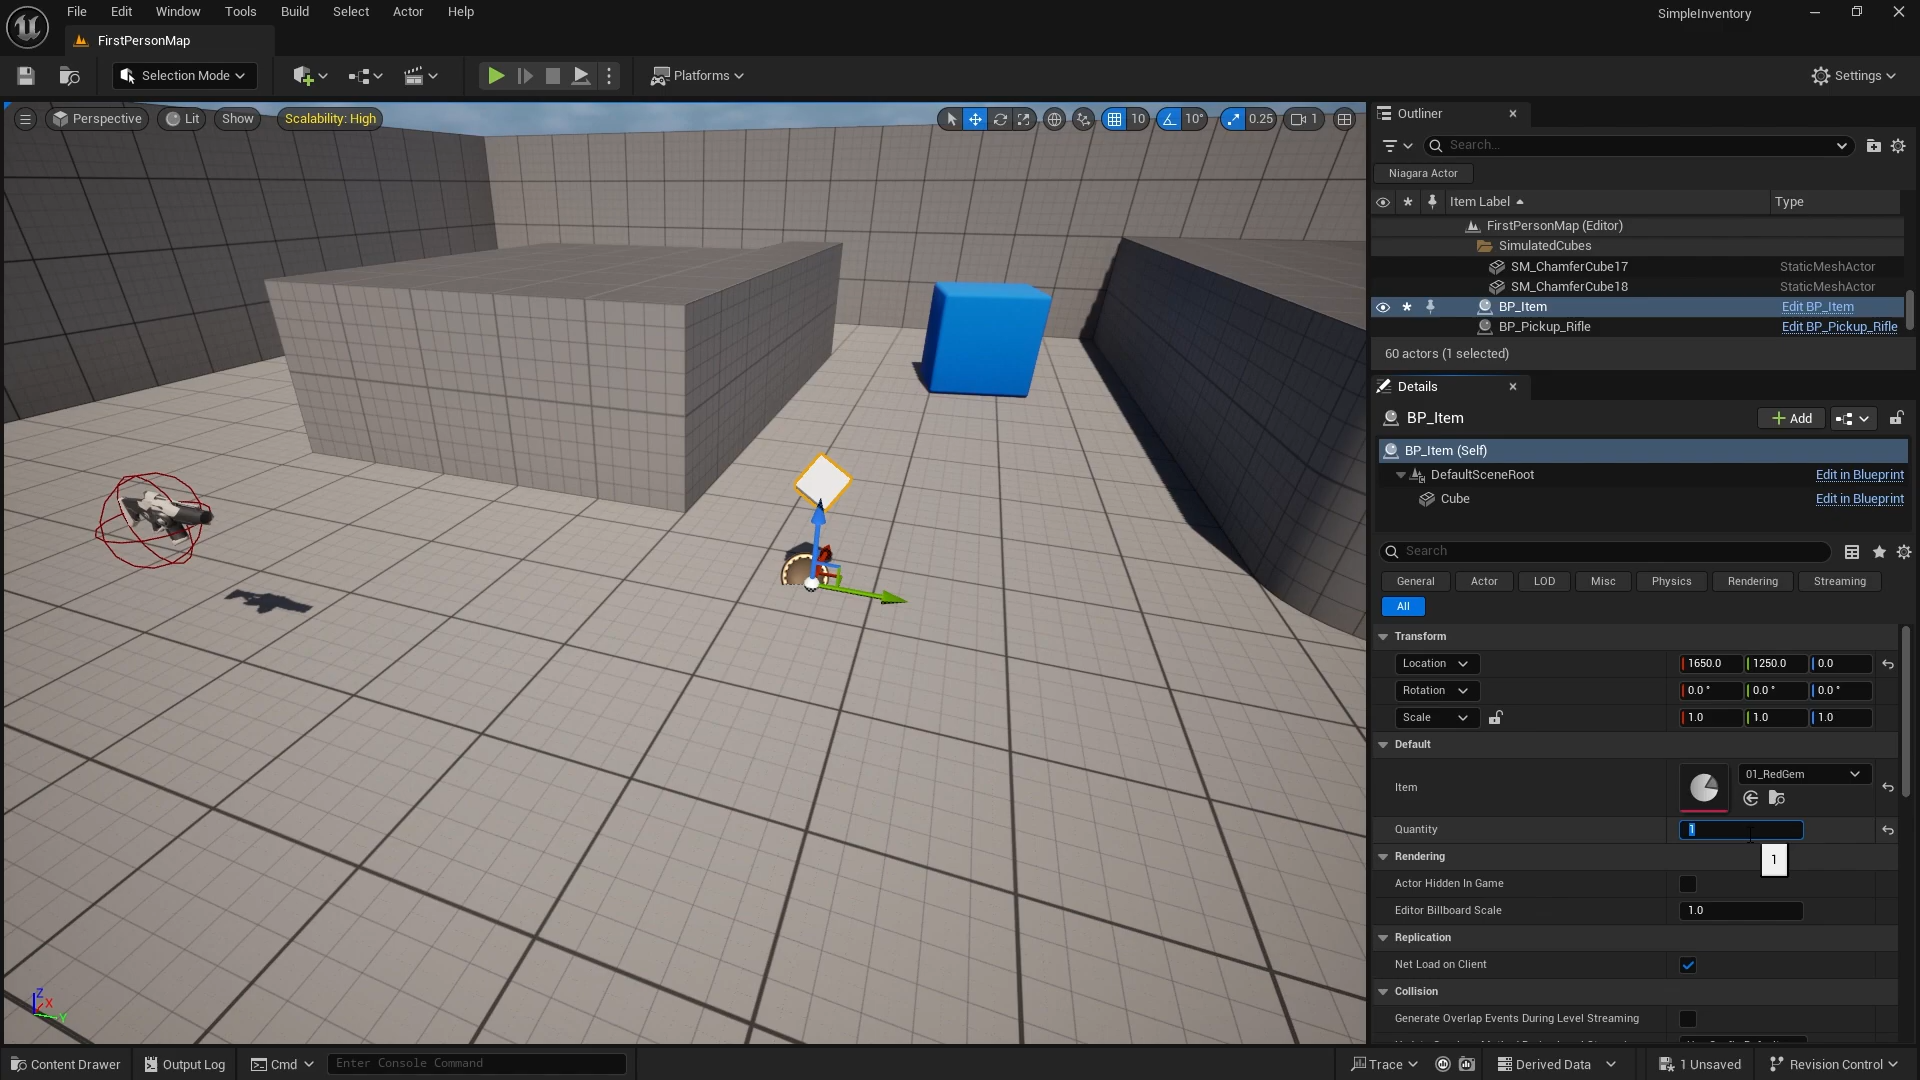 File Edit Window Tools Build Select Actor Help
SimpleInventory
FirstPersonMap
Selection Mode
Platforms
Settings
Perspective Lit Show Scalability: High
10 10° 0.25 1
Outliner
Search...
Niagara Actor
Item Label Type
FirstPersonMap (Editor)
SimulatedCubes
SM_ChamferCube17 StaticMeshActor
SM_ChamferCube18 StaticMeshActor
BP_Item Edit BP_Item
BP_Pickup_Rifle Edit BP_Pickup_Rifle
60 actors (1 selected)
Details
BP_Item
Add
BP_Item (Self)
DefaultSceneRoot Edit in Blueprint
Cube Edit in Blueprint
Search
General Actor LOD Misc Physics Rendering Streaming
All
Transform
Location 1650.0 1250.0 0.0
Rotation 0.0 ° 0.0 ° 0.0 °
Scale 1.0 1.0 1.0
Default
Item 01_RedGem
Quantity 1
1
Rendering
Actor Hidden In Game
Editor Billboard Scale 1.0
Replication
Net Load on Client
Collision
Generate Overlap Events During Level Streaming
Z
X
Y
Content Drawer Output Log Cmd Enter Console Command
Trace Derived Data 1 Unsaved Revision Control